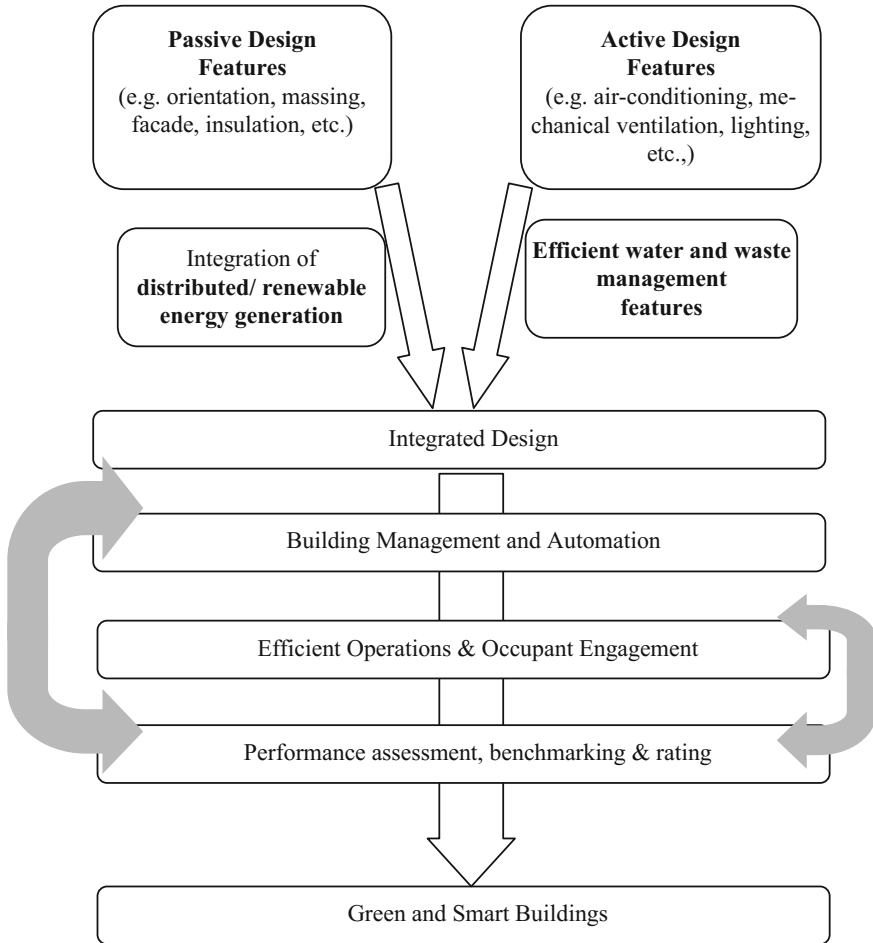 Passive Design
Features
(e.g. orientation, massing,
facade, insulation, etc.)
Active Design
Features
(e.g. air-conditioning, me-
chanical ventilation, lighting,
etc.,)
Integration of
distributed/ renewable
energy generation
Efficient water and waste
management
features
Integrated Design
Building Management and Automation
Efficient Operations & Occupant Engagement
Performance assessment, benchmarking & rating
Green and Smart Buildings